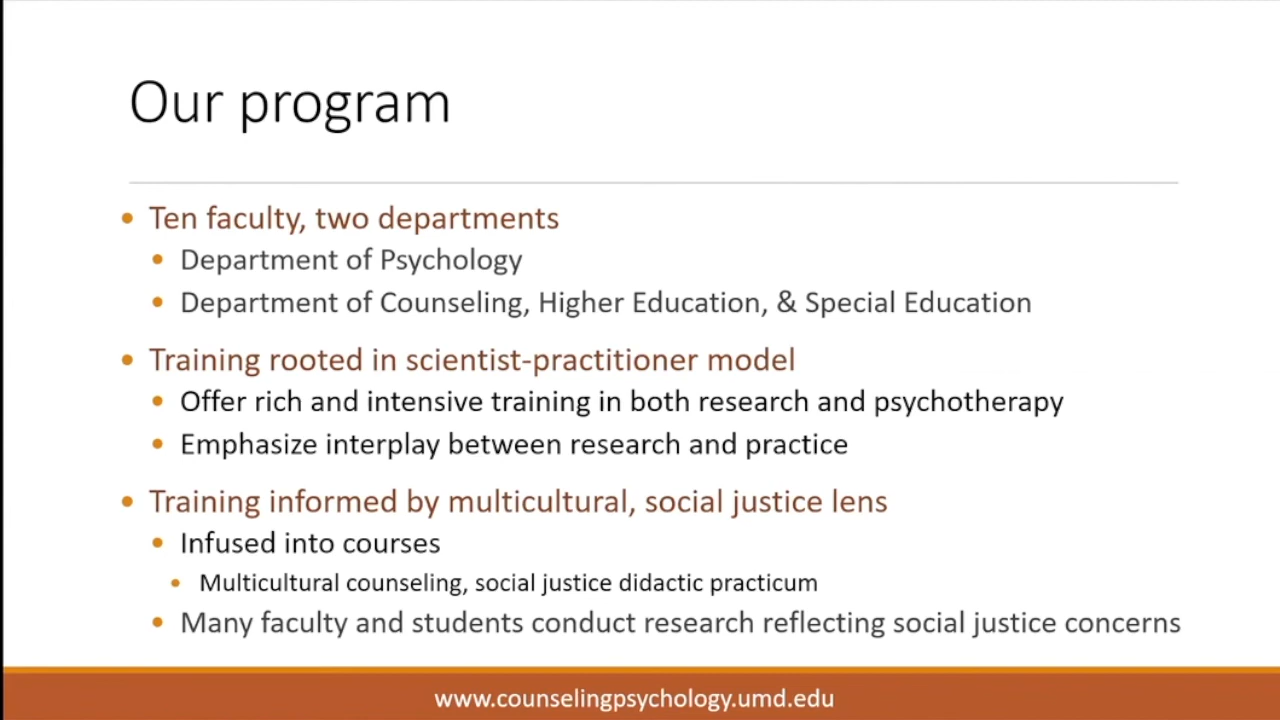 Our program
Ten faculty, two departments
Department of Psychology
Department of Counseling, Higher Education, & Special Education
Training rooted in scientist-practitioner model
Offer rich and intensive training in both research and psychotherapy
Emphasize interplay between research and practice
Training informed by multicultural, social justice lens
Infused into courses
Multicultural counseling, social justice didactic practicum
Many faculty and students conduct research reflecting social justice concerns
www.counselingpsychology.umd.edu